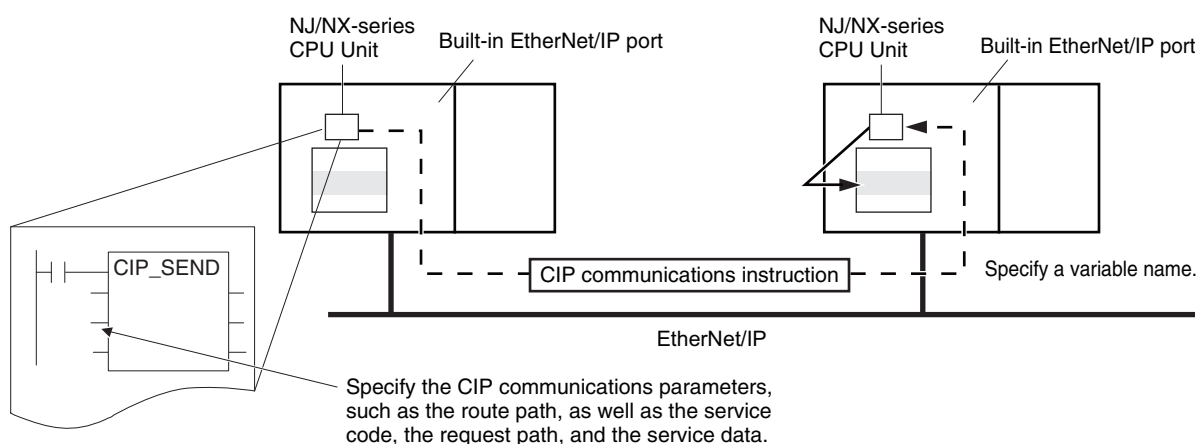 NJ/NX-series
CPU Unit
Built-in EtherNet/IP port
NJ/NX-series
CPU Unit
Built-in EtherNet/IP port
CIP_SEND
CIP communications instruction
Specify a variable name.
EtherNet/IP
Specify the CIP communications parameters,
such as the route path, as well as the service
code, the request path, and the service data.